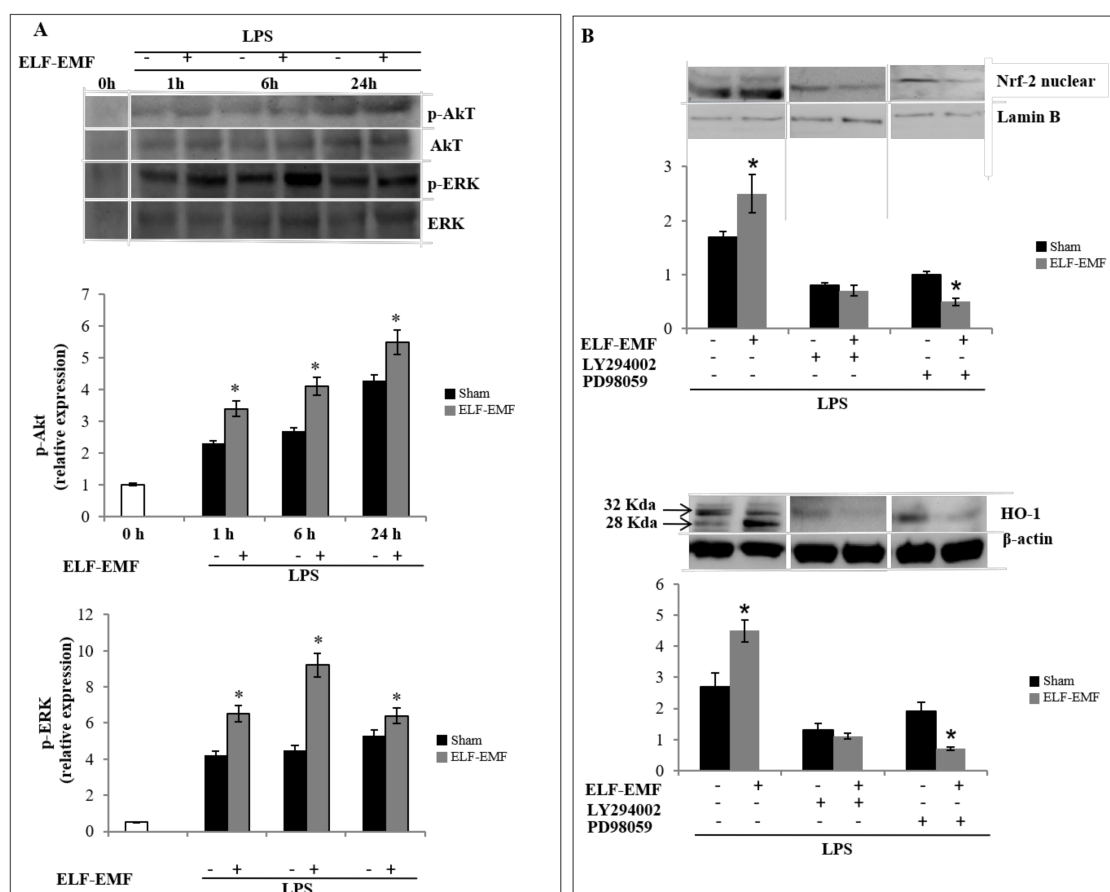 A
LPS
ELF-EMF - + - + - +
0h 1h 6h 24h
p-AkT
AkT
p-ERK
ERK
7
6
5
4
3
2
1
0
p-Akt
(relative expression)
* * *
Sham
ELF-EMF
0 h 1 h 6 h 24 h
ELF-EMF - + - + - +
LPS
12
10
8
6
4
2
0
p-ERK
(relative expression)
* * *
Sham
ELF-EMF
ELF-EMF - + - + - +
LPS
B
Nrf-2 nuclear
Lamin B
3
2
1
0
* *
Sham
ELF-EMF
ELF-EMF - + - + - +
LY294002 - - + + - -
PD98059 - - - - + +
LPS
32 Kda
28 Kda
HO-1
β-actin
6
5
4
3
2
1
0
* *
Sham
ELF-EMF
ELF-EMF - + - + - +
LY294002 - - + + - -
PD98059 - - - - + +
LPS